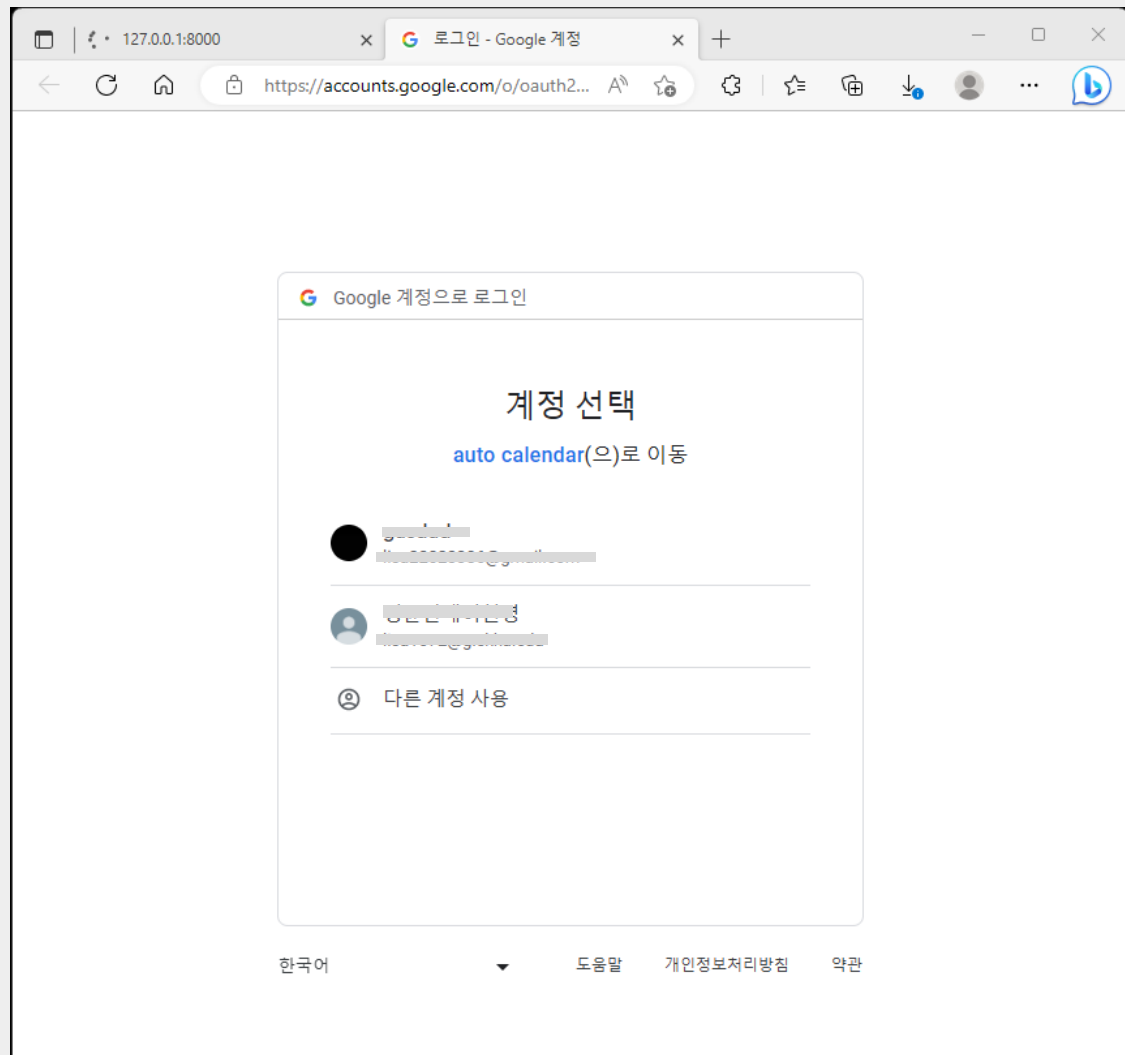 127.0.0.1:8000
로그인 - Google 계정
https://accounts.google.com/o/oauth2...
Google 계정으로 로그인
계정 선택
auto calendar(으)로 이동
다른 계정 사용
한국어
도움말 개인정보처리방침 약관